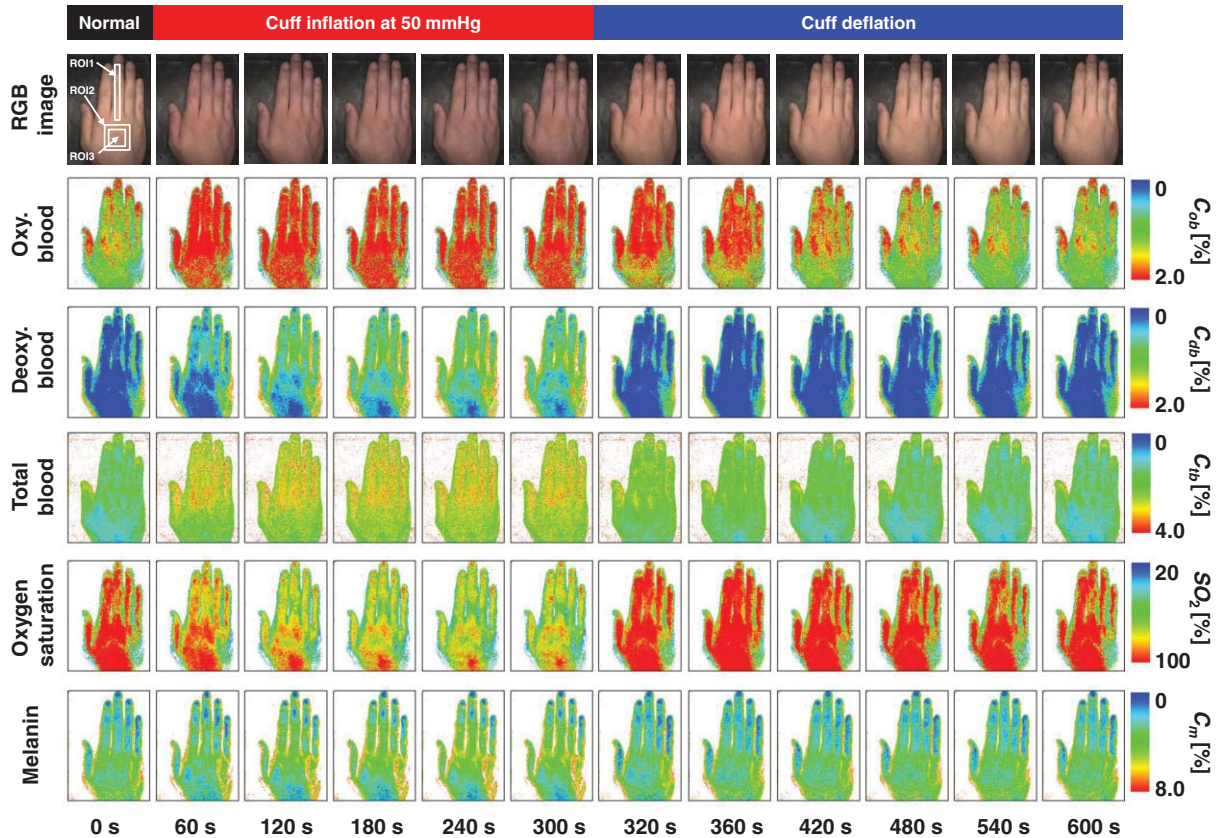 Normal
Cuff inflation at 50 mmHg
Cuff deflation
RGB
image
ROI1
ROI2
ROI3
Oxy.
blood
0
C_ob [%]
2.0
Deoxy.
blood
0
C_db [%]
2.0
Total
blood
0
C_tb [%]
4.0
Oxygen
saturation
20
SO₂ [%]
100
Melanin
0
C_m [%]
8.0
0 s 60 s 120 s 180 s 240 s 300 s 320 s 360 s 420 s 480 s 540 s 600 s